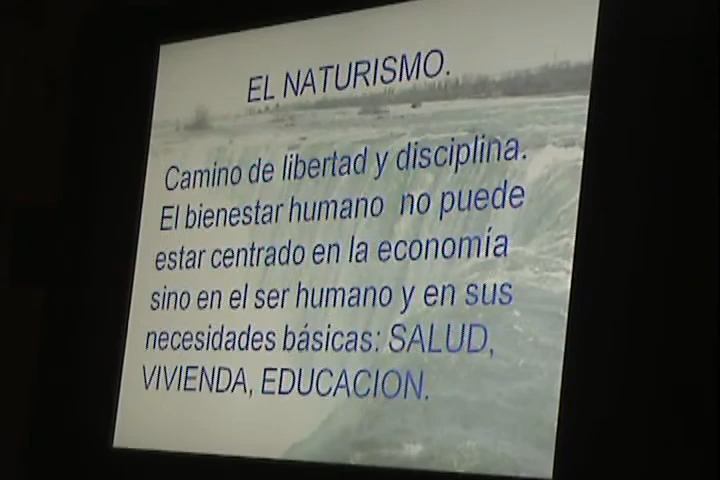 EL NATURISMO.
Camino de libertad y disciplina.
El bienestar humano no puede
estar centrado en la economía
sino en el ser humano y en sus
necesidades básicas: SALUD,
VIVIENDA, EDUCACION.